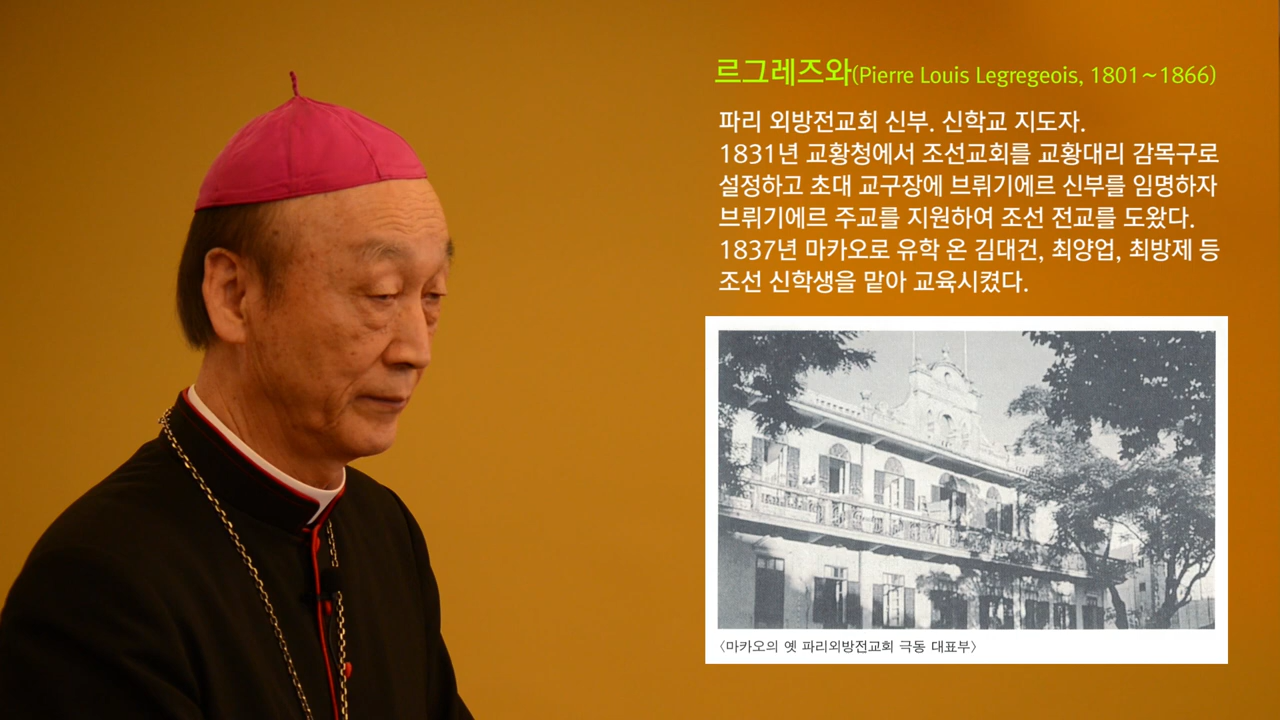 르그레즈와(Pierre Louis Legregeois, 1801~1866)
파리 외방전교회 신부. 신학교 지도자.
1831년 교황청에서 조선교회를 교황대리 감목구로
설정하고 초대 교구장에 브뤼기에르 신부를 임명하자
브뤼기에르 주교를 지원하여 조선 전교를 도왔다.
1837년 마카오로 유학 온 김대건, 최양업, 최방제 등
조선 신학생을 맡아 교육시켰다.
〈마카오의 옛 파리외방전교회 극동 대표부〉